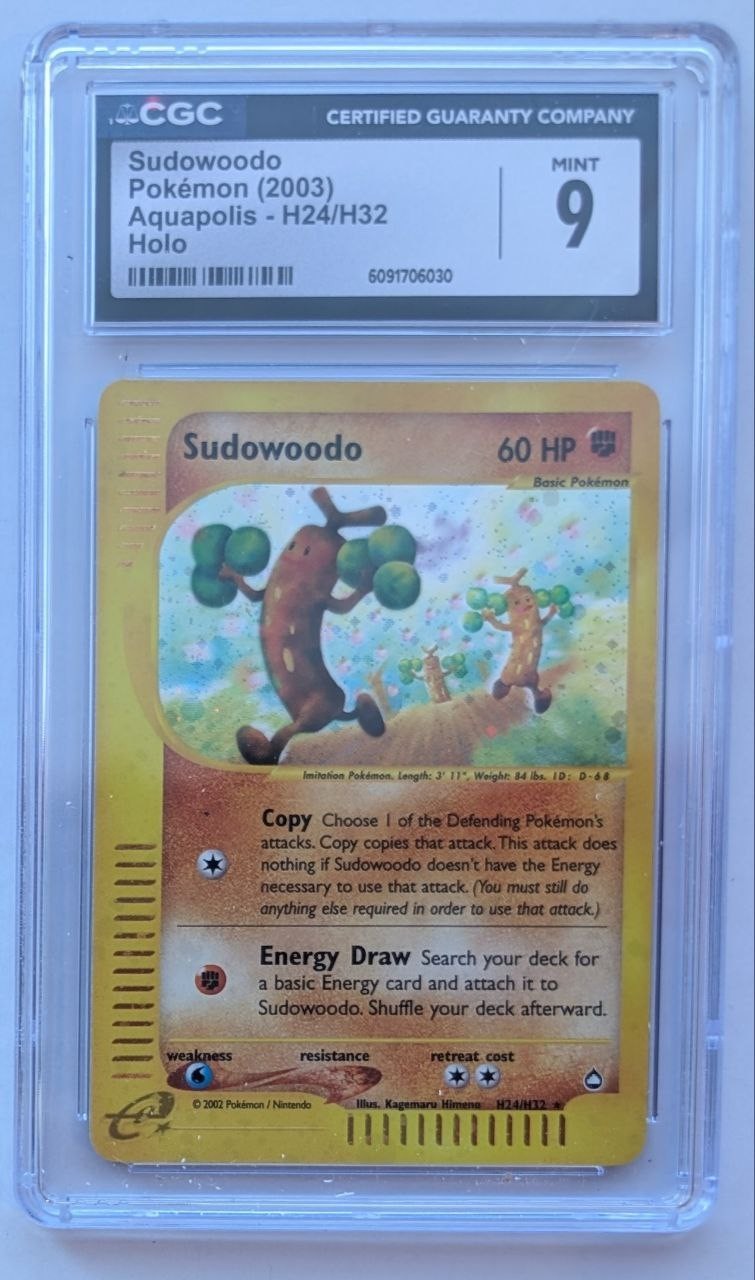 CGC CERTIFIED GUARANTY COMPANY
Sudowoodo
Pokémon (2003)
Aquapolis - H24/H32
Holo
MINT
9
6091706030
Sudowoodo 60 HP
Basic Pokémon
Imitation Pokémon. Length: 3' 11", Weight: 84 lbs. ID: D-68
Copy Choose 1 of the Defending Pokémon's
attacks. Copy copies that attack. This attack does
nothing if Sudowoodo doesn't have the Energy
necessary to use that attack. (You must still do
anything else required in order to use that attack.)
Energy Draw Search your deck for
a basic Energy card and attach it to
Sudowoodo. Shuffle your deck afterward.
weakness resistance retreat cost
© 2002 Pokémon / Nintendo Illus. Kagemaru Himeno H24/H32 ★
e